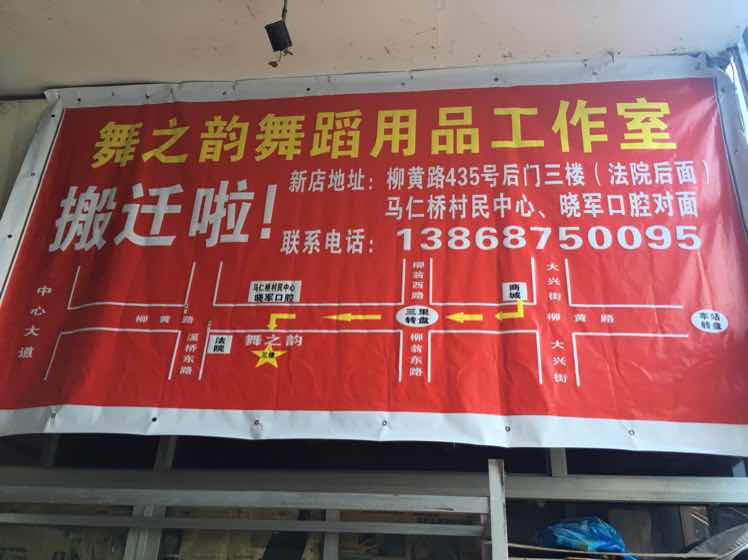 舞之韵舞蹈用品工作室
搬迁啦!
新店地址:柳黄路435号后门三楼(法院后面)
马仁桥村民中心、晓军口腔对面
联系电话:13868750095
中心大道
柳黄路
溪桥东路
法院
马仁桥村民中心
晓军口腔
舞之韵
三楼
柳翁西路
三里
转盘
柳翁东路
商城
大兴街
柳黄路
大兴街
车站
转盘